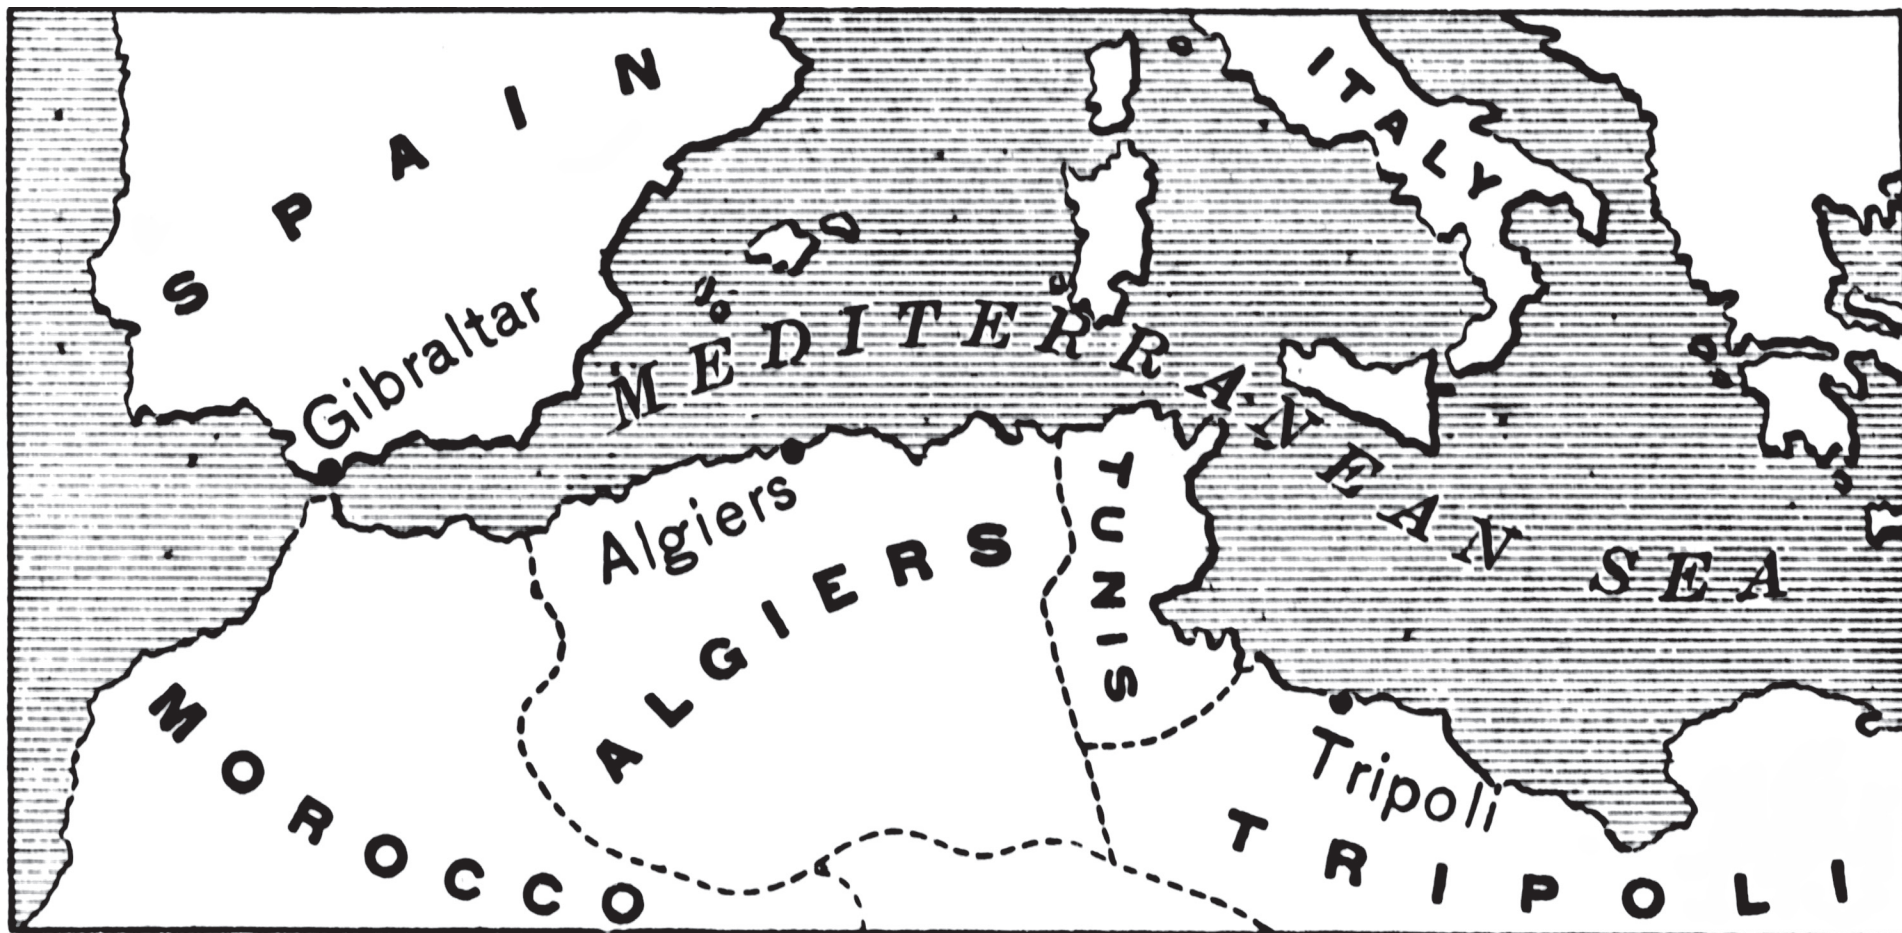 SPAIN
ITALY
Gibraltar
MEDITERRANEAN SEA
Algiers
ALGIERS
TUNIS
MOROCCO
Tripoli
TRIPOLI